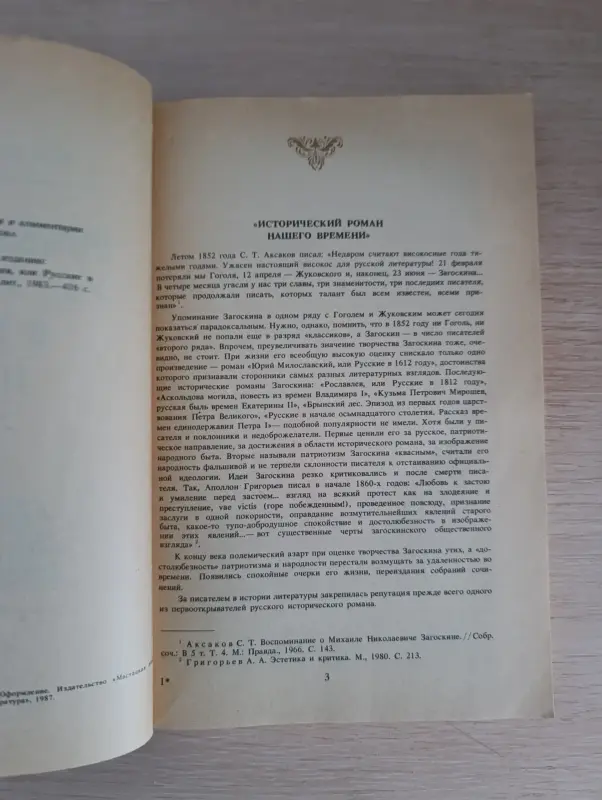 и комментарии
изданию:
или Русские в
1983.—408 с.
Оформление. Издательство «Мастацкая
1987.
«ИСТОРИЧЕСКИЙ РОМАН
НАШЕГО ВРЕМЕНИ»
Летом 1852 года С. Т. Аксаков писал: «Недаром считают високосные года тя-
желыми годами. Ужасен настоящий високос для русской литературы! 21 февраля
потеряли мы Гоголя, 12 апреля — Жуковского и, наконец, 23 июня — Загоскина...
В четыре месяца угасли у нас три славы, три знаменитости, три последних писателя,
которые продолжали писать, которых талант был всем известен, всеми при-
знан» 1.
Упоминание Загоскина в одном ряду с Гоголем и Жуковским может сегодня
показаться парадоксальным. Нужно, однако, помнить, что в 1852 году ни Гоголь, ни
Жуковский не попали еще в разряд «классиков», а Загоскин — в число писателей
«второго ряда». Впрочем, преувеличивать значение творчества Загоскина тоже, оче-
видно, не стоит. При жизни его всеобщую высокую оценку снискало только одно
произведение — роман «Юрий Милославский, или Русские в 1612 году», достоинства
которого признавали сторонники самых разных литературных взглядов. Последую-
щие исторические романы Загоскина: «Рославлев, или Русские в 1812 году»,
«Аскольдова могила, повесть из времен Владимира I», «Кузьма Петрович Мирошев,
русская быль времен Екатерины II», «Брынский лес. Эпизод из первых годов царст-
вования Петра Великого», «Русские в начале осьмнадцатого столетия. Рассказ вре-
мен единодержавия Петра I»— подобной популярности не имели. Хотя были у пи-
сателя и поклонники и недоброжелатели. Первые ценили его за русское, патриоти-
ческое направление, за достижения в области исторического романа, за изображение
народного быта. Вторые называли патриотизм Загоскина «квасным», считали его
народность фальшивой и не терпели склонности писателя к отстаиванию официаль-
ной идеологии. Идеи Загоскина резко критиковались и после смерти писа-
теля. Так, Аполлон Григорьев писал в начале 1860-х годов: «Любовь к застою
и умиление перед застоем... взгляд на всякий протест как на злодеяние и
преступление, vae victis (горе побежденным!), проведенное повсюду, признание
заслуги в одной покорности, оправдание возмутительнейших явлений старого
быта, какое-то тупо-добродушное спокойствие и достолюбезность в изображе-
нии этих явлений...— вот существенные черты загоскинского общественного
взгляда» 2.
К концу века полемический азарт при оценке творчества Загоскина утих, а «до-
столюбезность» патриотизма и народности перестали возмущать за удаленностью во
времени. Появились спокойные очерки его жизни, переиздания собраний сочи-
нений.
За писателем в истории литературы закрепилась репутация прежде всего одного
из первооткрывателей русского исторического романа.
1 Аксаков С. Т. Воспоминание о Михаиле Николаевиче Загоскине.//Собр.
соч.: В 5 т. Т. 4. М.: Правда., 1966. С. 143.
2 Григорьев А. А. Эстетика и критика. М., 1980. С. 213.
1*
3